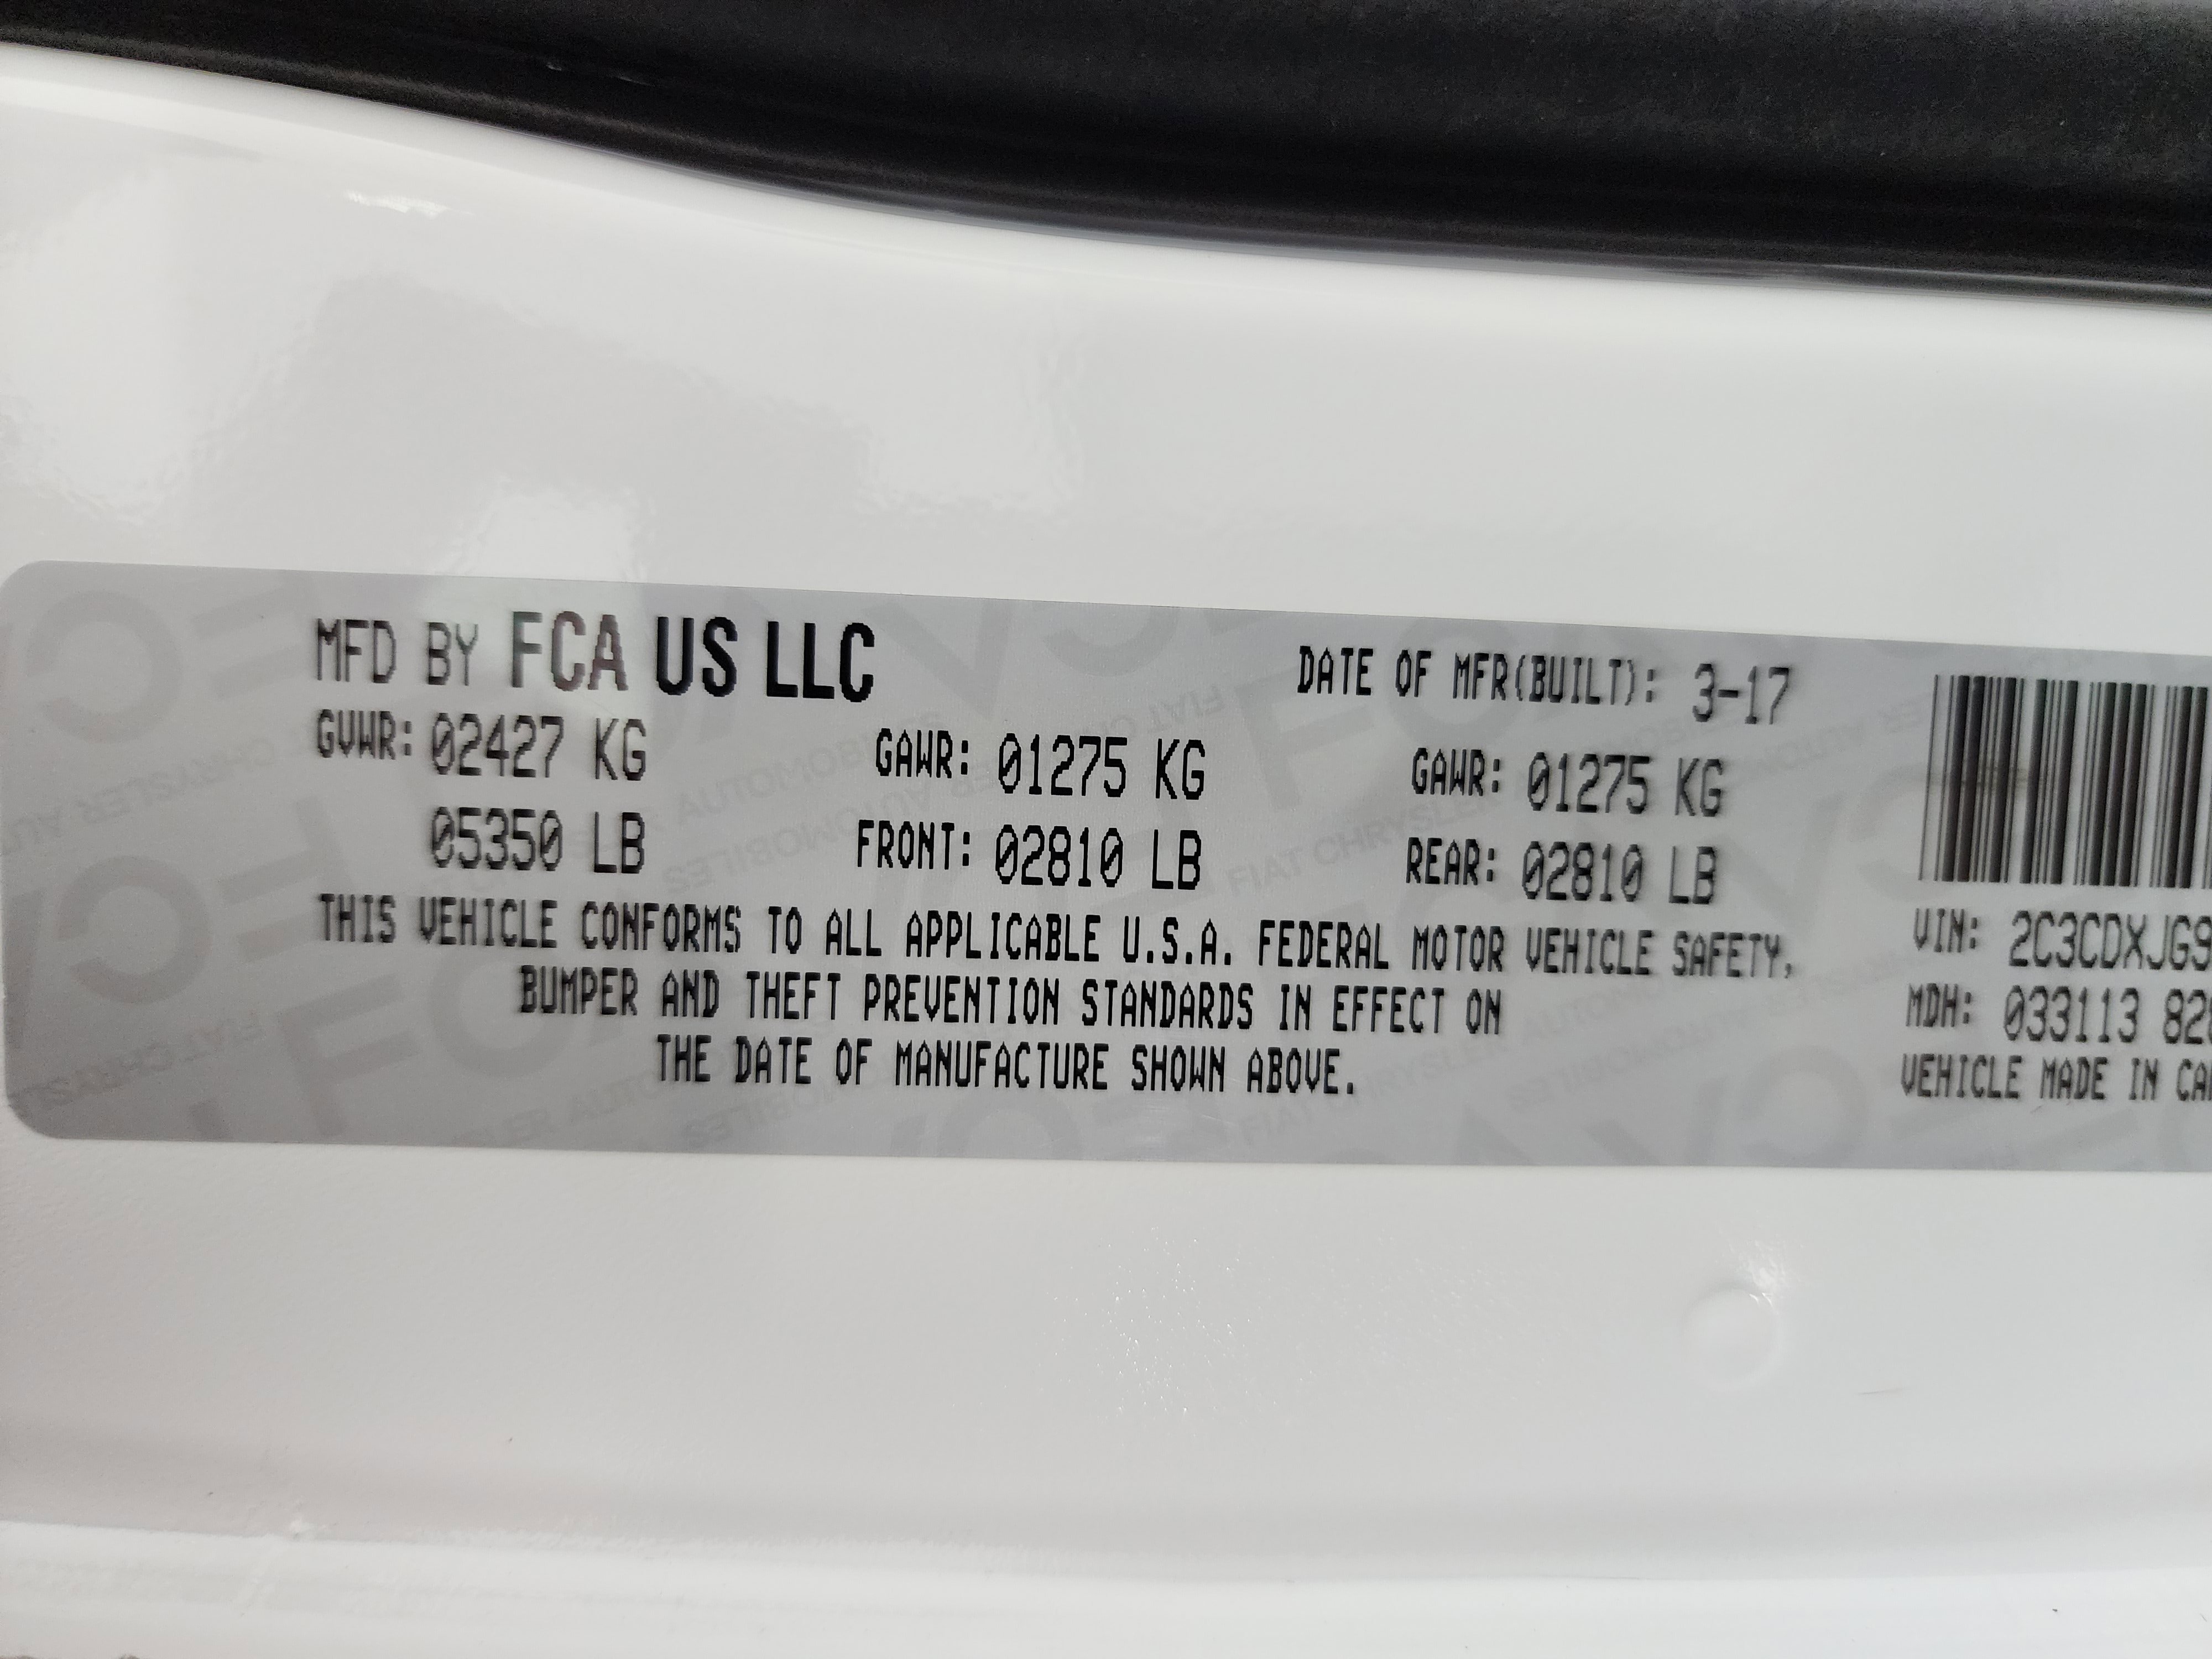 MFD BY FCA US LLC DATE OF MFR(BUILT): 3-17
GVWR: 02427 KG GAWR: 01275 KG GAWR: 01275 KG
05350 LB FRONT: 02810 LB REAR: 02810 LB
THIS VEHICLE CONFORMS TO ALL APPLICABLE U.S.A. FEDERAL MOTOR VEHICLE SAFETY,
BUMPER AND THEFT PREVENTION STANDARDS IN EFFECT ON
THE DATE OF MANUFACTURE SHOWN ABOVE.
VIN: 2C3CDXJG9
MDH: 033113
VEHICLE MADE IN